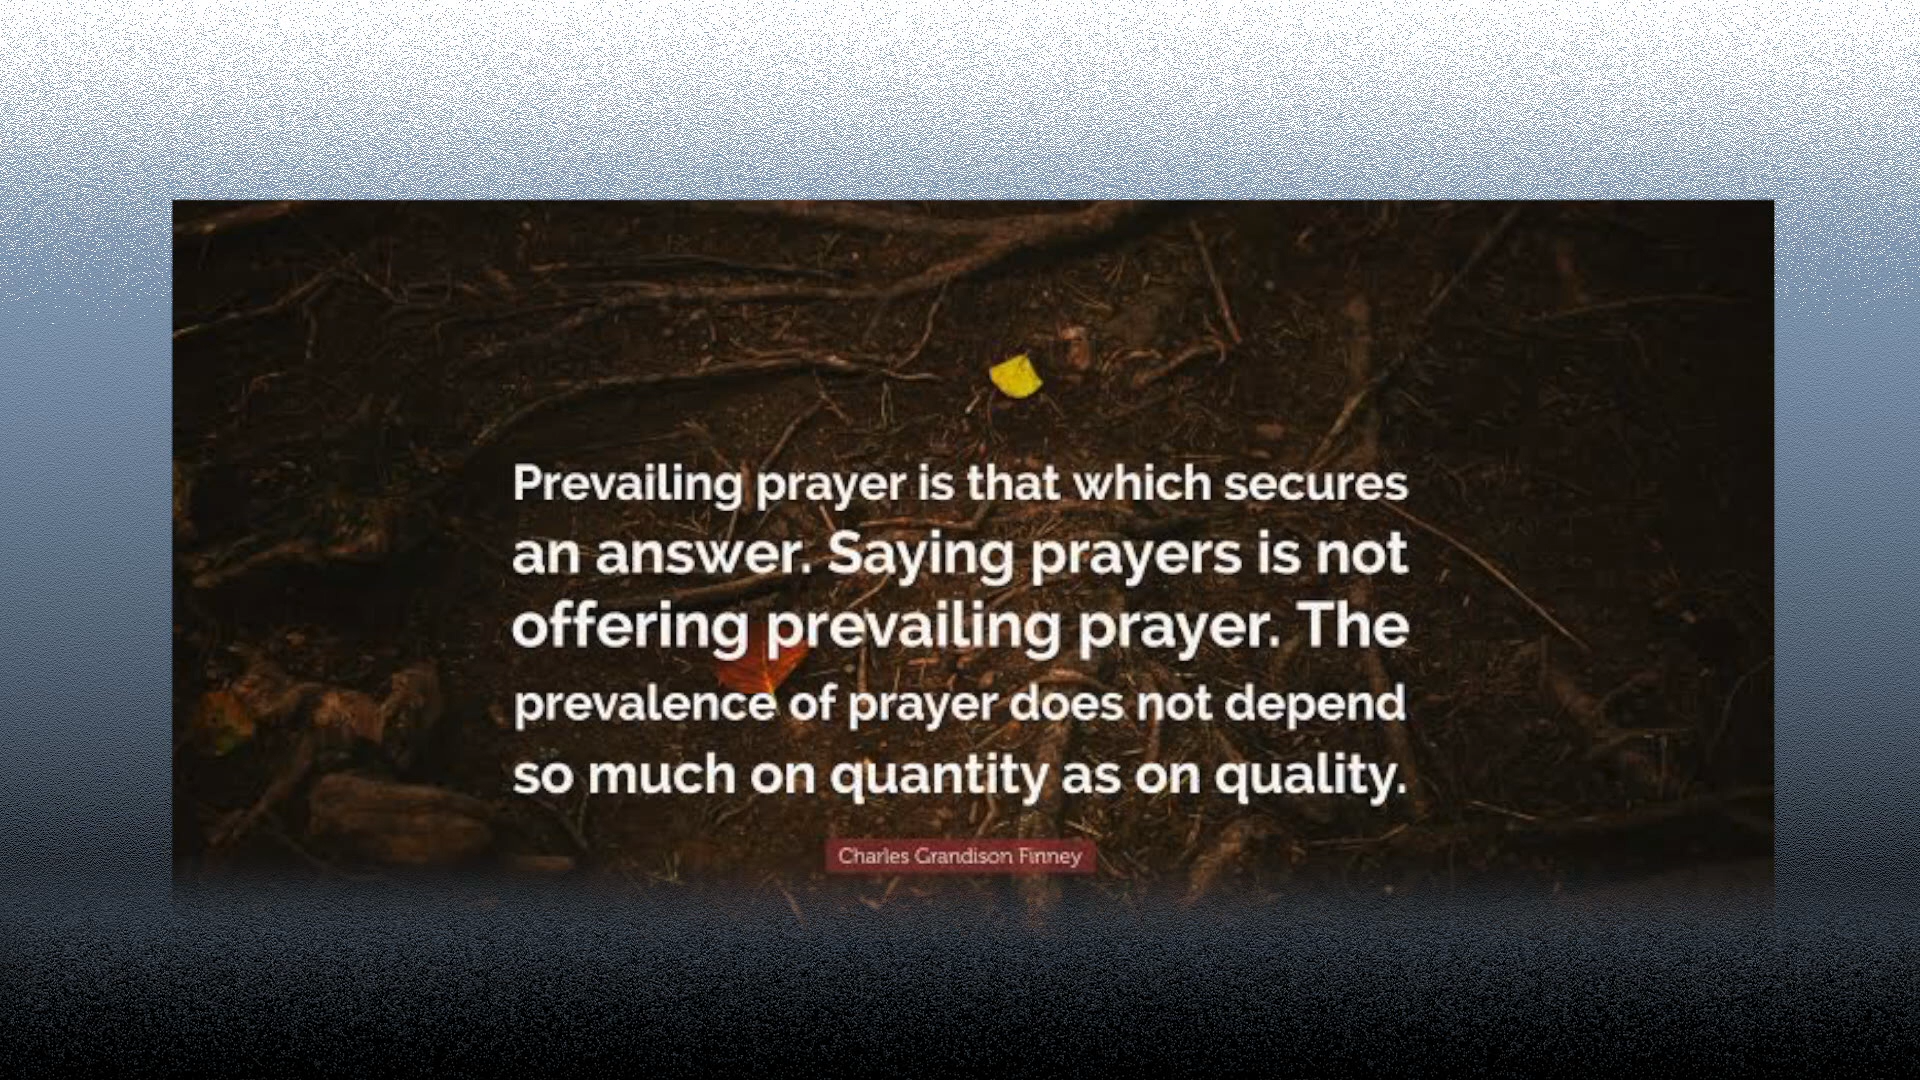 Prevailing prayer is that which secures
an answer. Saying prayers is not
offering prevailing prayer. The
prevalence of prayer does not depend
so much on quantity as on quality.
Charles Grandison Finney